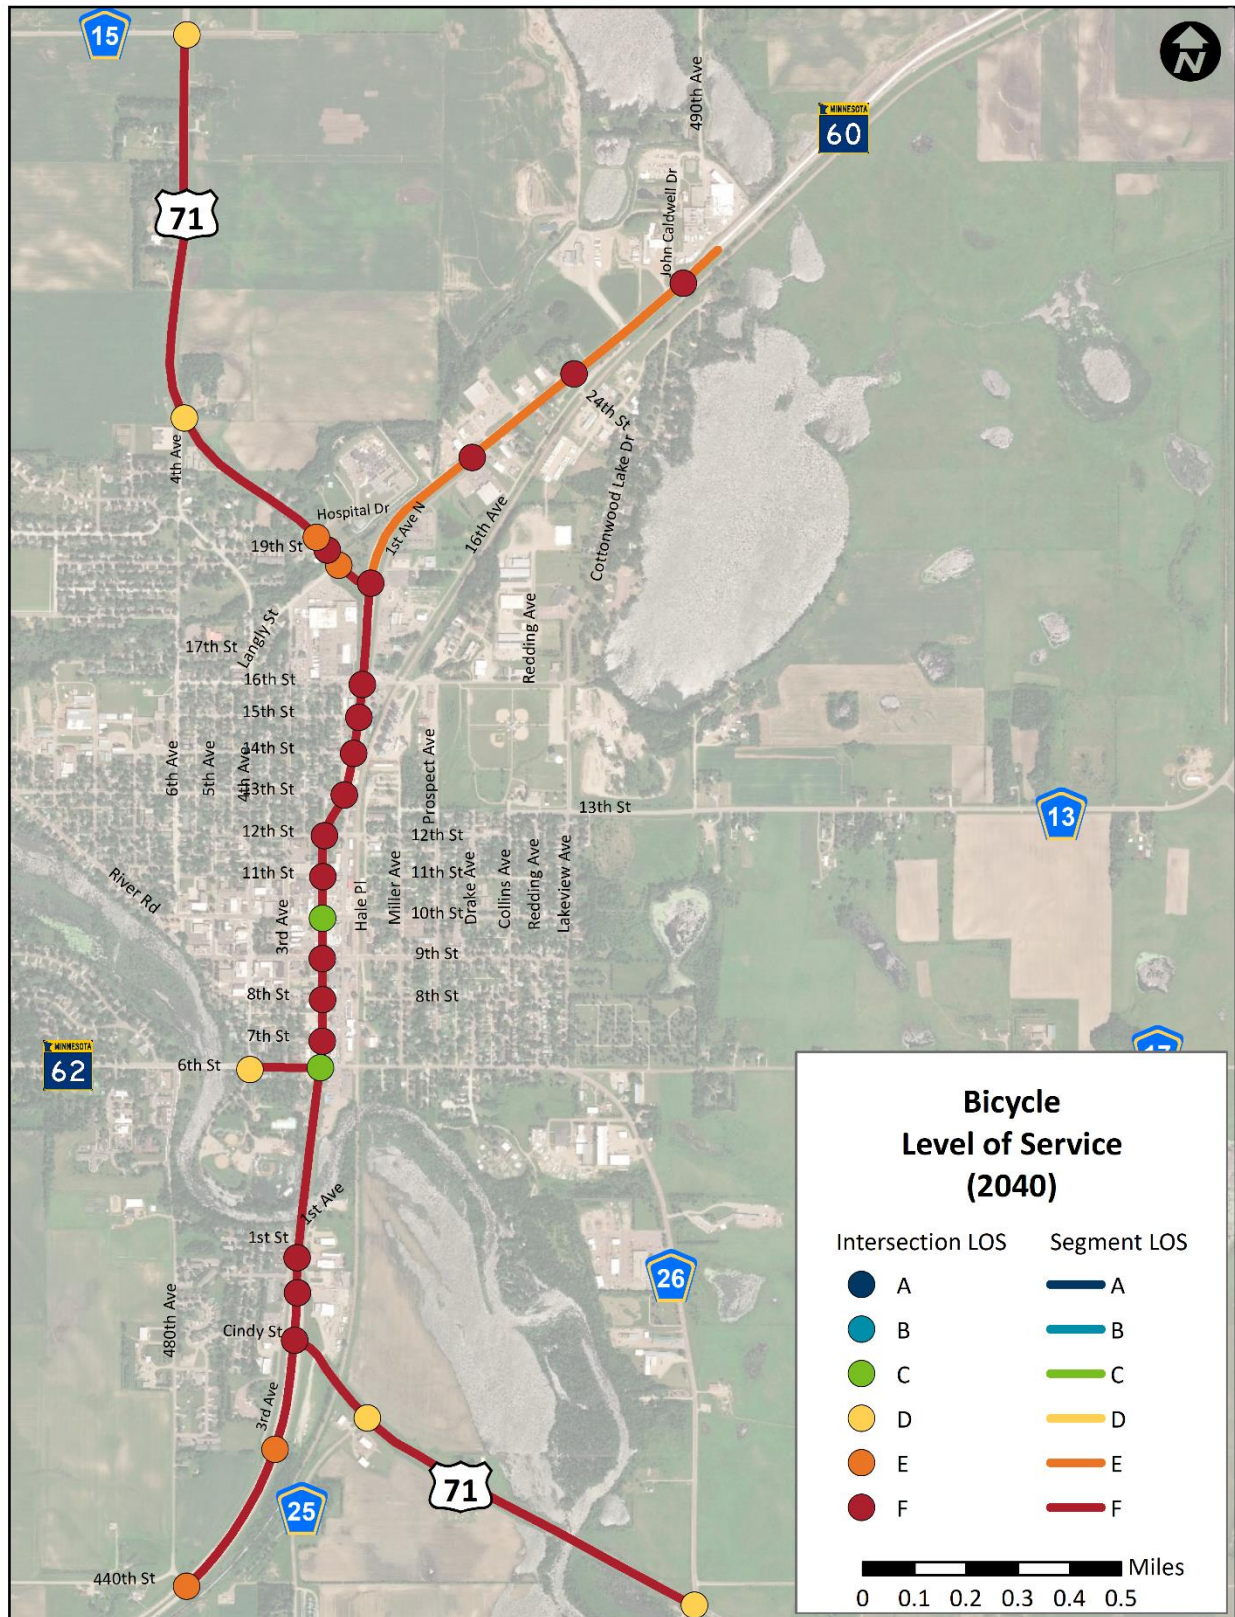 15
N
490th Ave
MINNESOTA
60
John Caldwell Dr
71
24th St
4th Ave
Cottonwood Lake Dr
Hospital Dr
1st Ave N
16th Ave
19th St
Redding Ave
Langly St
17th St
16th St
15th St
14th St
6th Ave
5th Ave
4th Ave
Prospect Ave
13th St
13th St
13
12th St
12th St
11th St
11th St
River Rd
3rd Ave
Hale Pl
Miller Ave
10th St
Drake Ave
Collins Ave
Redding Ave
Lakeview Ave
9th St
8th St
8th St
7th St
MINNESOTA
62
6th St
1st Ave
1st St
26
480th Ave
Cindy St
3rd Ave
71
25
440th St
Bicycle
Level of Service
(2040)
Intersection LOS Segment LOS
A A
B B
C C
D D
E E
F F
Miles
0 0.1 0.2 0.3 0.4 0.5